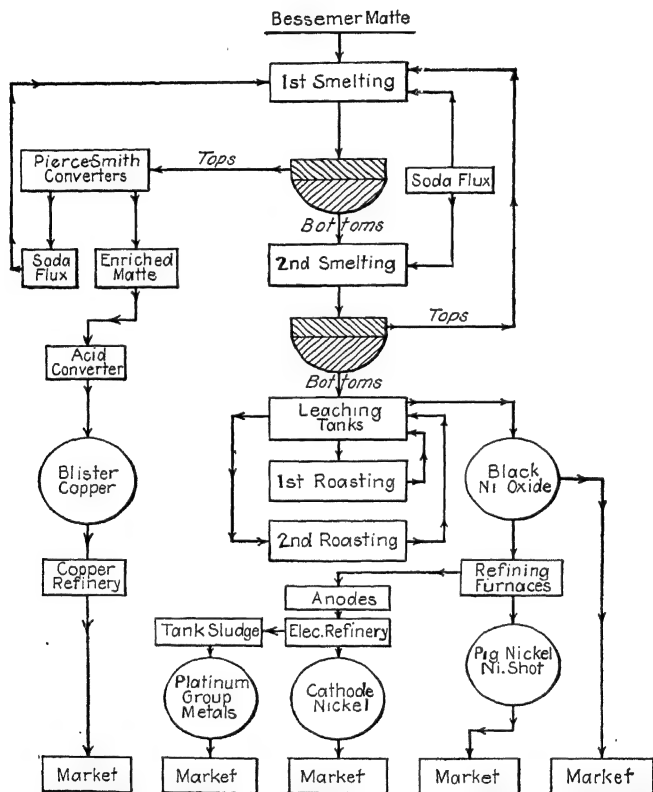 Bessemer Matte
1st Smelting
Tops
Pierce-Smith
Converters
Soda Flux
Bottoms
Soda
Flux
Enriched
Matte
2nd Smelting
Tops
Acid
Converter
Bottoms
Leaching
Tanks
Blister
Copper
1st Roasting
Black
Ni Oxide
2nd Roasting
Copper
Refinery
Refining
Furnaces
Anodes
Tank Sludge
Elec. Refinery
Pig Nickel
Ni. Shot
Platinum
Group
Metals
Cathode
Nickel
Market
Market
Market
Market
Market